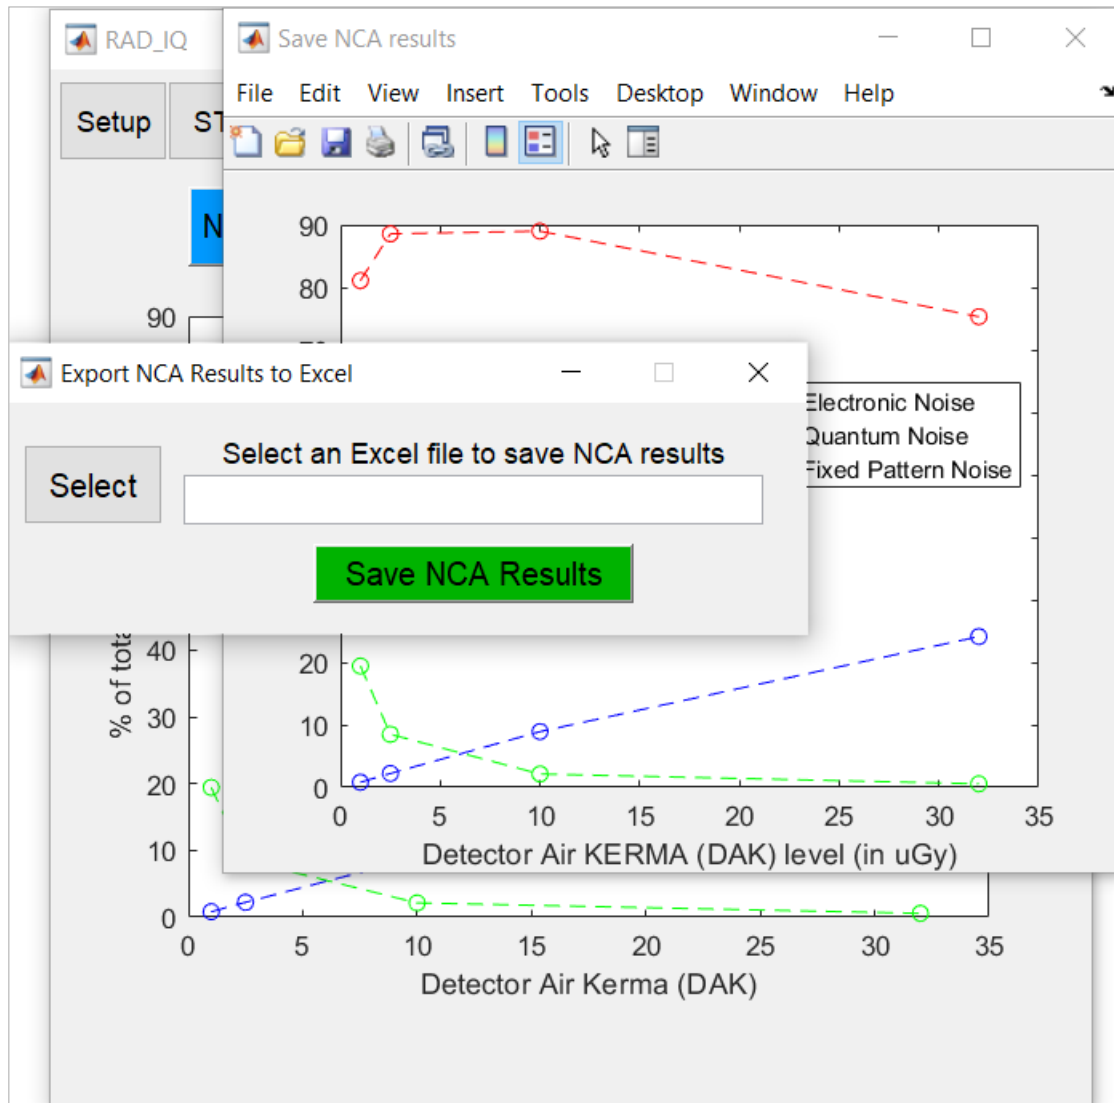 RAD_IQ
Setup
Save NCA results
File Edit View Insert Tools Desktop Window Help
90
80
Electronic Noise
Quantum Noise
Fixed Pattern Noise
20
10
0
0 5 10 15 20 25 30 35
Detector Air KERMA (DAK) level (in uGy)
Export NCA Results to Excel
Select an Excel file to save NCA results
Select
Save NCA Results
90
% of
40
30
20
10
0
0 5 10 15 20 25 30 35
Detector Air Kerma (DAK)